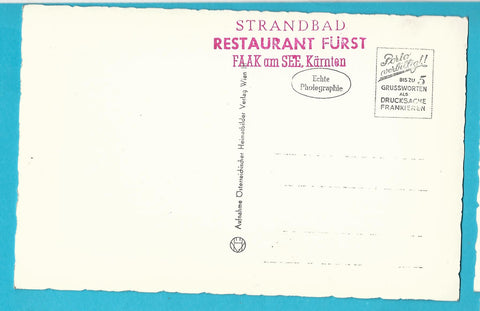 STRANDBAD
RESTAURANT FÜRST
FAAK am SEE, Kärnten
Echte
Photographie
Porto
BIS ZU 5
GRUSSWORTEN
ALS
DRUCKSACHE
FRANKIEREN
Aufnahme Österreichischer Heimatbilder Verlag Wien